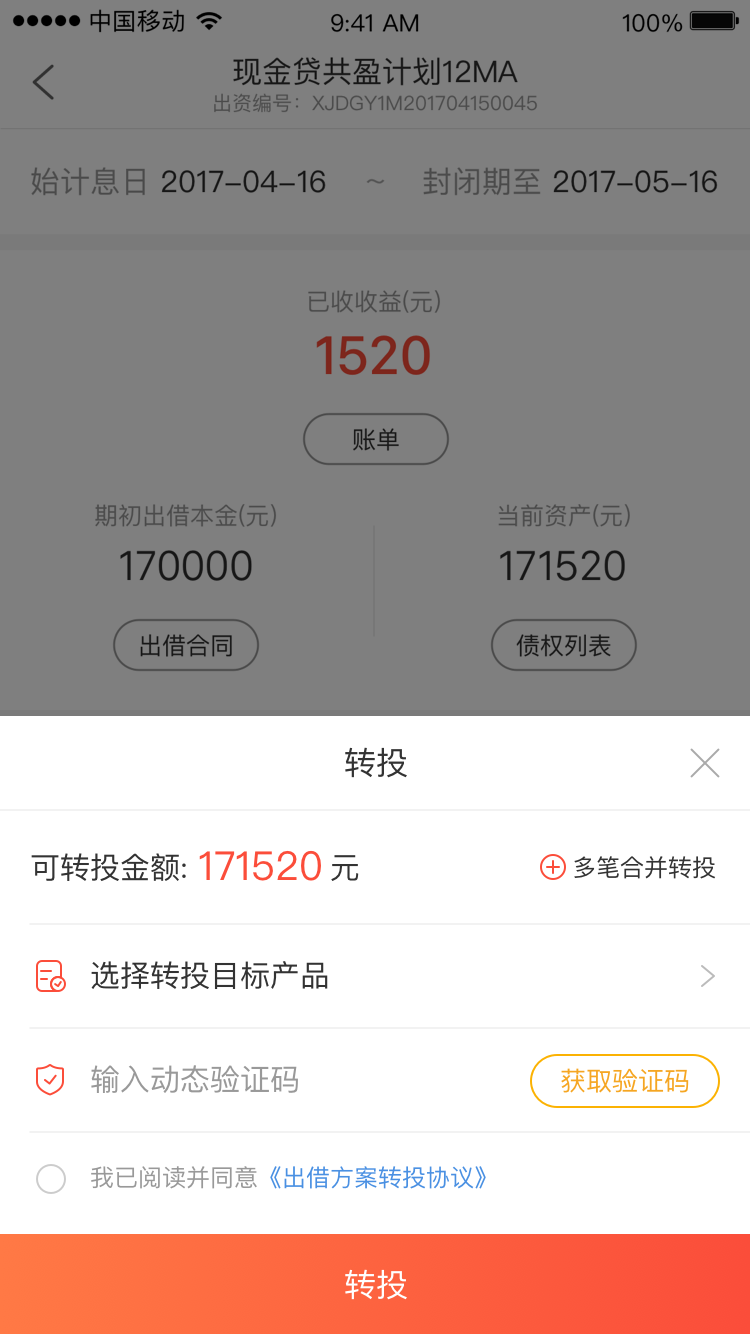 中国移动 9:41 AM 100%
现金贷共盈计划12MA
出资编号：XJDGY1M201704150045
始计息日 2017-04-16 ~ 封闭期至 2017-05-16
已收收益(元)
1520
账单
期初出借本金(元) 当前资产(元)
170000 171520
出借合同 债权列表
转投
可转投金额: 171520 元 多笔合并转投
选择转投目标产品
输入动态验证码 获取验证码
我已阅读并同意《出借方案转投协议》
转投